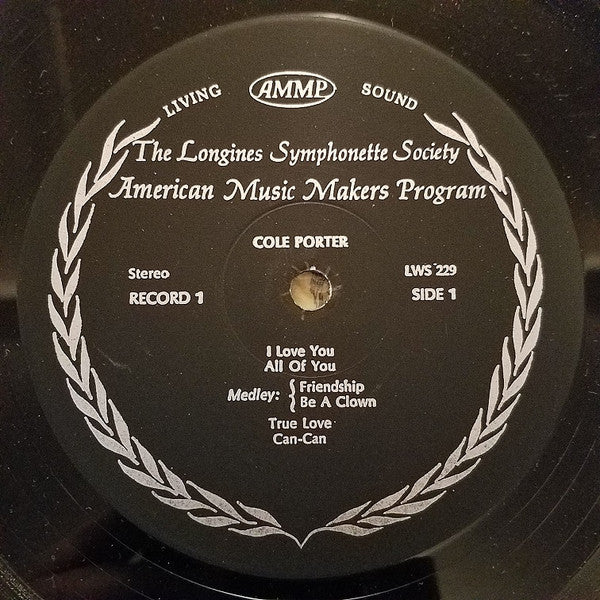 LIVING AMMP SOUND
The Longines Symphonette Society
American Music Makers Program
COLE PORTER
Stereo LWS 229
RECORD 1 SIDE 1
I Love You
All Of You
Medley: { Friendship
Be A Clown
True Love
Can-Can